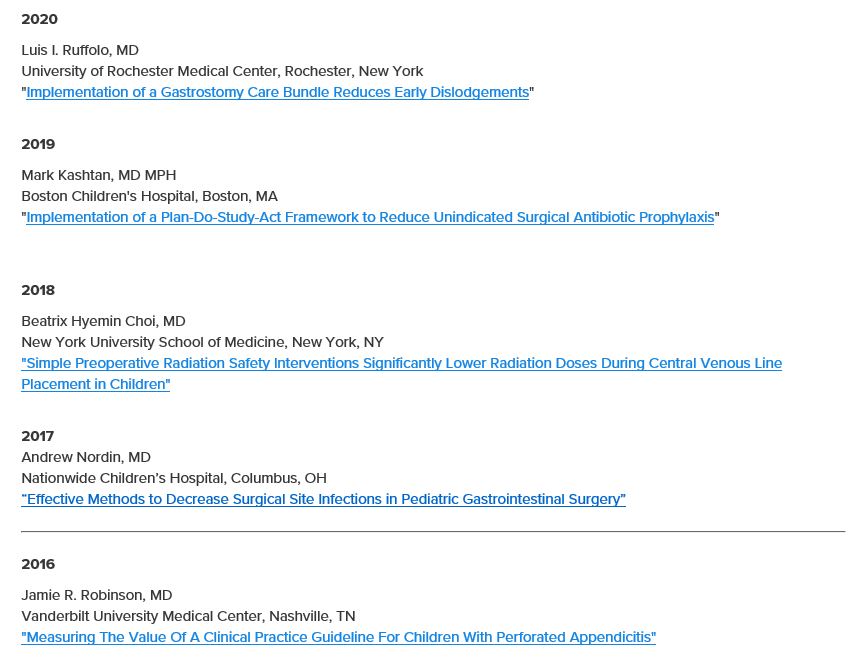 2020
Luis I. Ruffolo, MD
University of Rochester Medical Center, Rochester, New York
"Implementation of a Gastrostomy Care Bundle Reduces Early Dislodgements"
2019
Mark Kashtan, MD MPH
Boston Children's Hospital, Boston, MA
"Implementation of a Plan-Do-Study-Act Framework to Reduce Unindicated Surgical Antibiotic Prophylaxis"
2018
Beatrix Hyemin Choi, MD
New York University School of Medicine, New York, NY
"Simple Preoperative Radiation Safety Interventions Significantly Lower Radiation Doses During Central Venous Line
Placement in Children"
2017
Andrew Nordin, MD
Nationwide Children’s Hospital, Columbus, OH
“Effective Methods to Decrease Surgical Site Infections in Pediatric Gastrointestinal Surgery”
2016
Jamie R. Robinson, MD
Vanderbilt University Medical Center, Nashville, TN
"Measuring The Value Of A Clinical Practice Guideline For Children With Perforated Appendicitis"